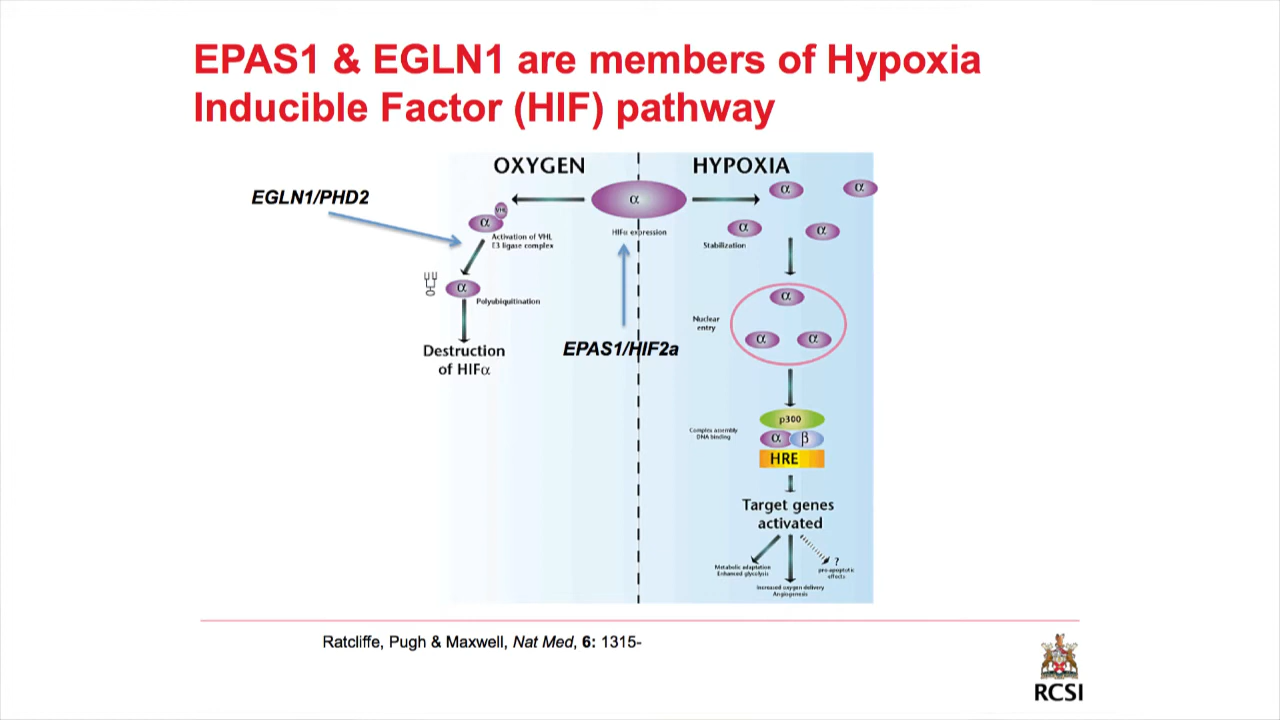 EPAS1 & EGLN1 are members of Hypoxia
Inducible Factor (HIF) pathway
OXYGEN
HYPOXIA
EGLN1/PHD2
α
α
α
VHL
α
α
α
HIFα expression
Activation of VHL
E3 ligase complex
Stabilization
α
Polyubiquitination
α
Nuclear
entry
α
α
Destruction
of HIFα
EPAS1/HIF2a
p300
Complex assembly
DNA binding
α
β
HRE
Target genes
activated
?
Metabolic adaptation
Enhanced glycolysis
pro-apoptotic
effects
Increased oxygen delivery
Angiogenesis
Ratcliffe, Pugh & Maxwell, Nat Med, 6: 1315-
RCSI